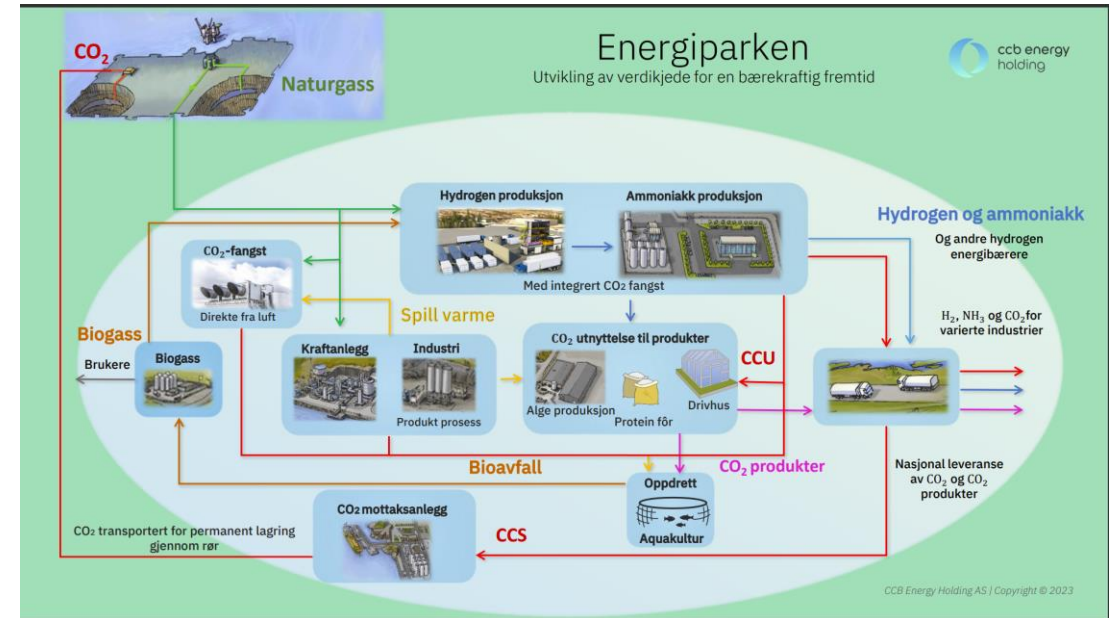 Energiparken
Utvikling av verdikjede for en bærekraftig fremtid
ccb energy
holding
CO₂
Naturgass
Hydrogen produksjon
Ammoniakk produksjon
Med integrert CO₂ fangst
Hydrogen og ammoniakk
Og andre hydrogen
energibærere
H₂, NH₃ og CO₂for
varierte industrier
CO₂-fangst
Direkte fra luft
Spill varme
Biogass
Brukere
Biogass
Kraftanlegg
Industri
Produkt prosess
CO₂ utnyttelse til produkter
Alge produksjon
Protein fôr
Drivhus
CCU
Bioavfall
CO₂ produkter
Oppdrett
Aquakultur
Nasjonal leveranse
av CO₂ og CO₂
produkter
CO₂ mottaksanlegg
CCS
CO₂ transportert for permanent lagring
gjennom rør
CCB Energy Holding AS | Copyright © 2023